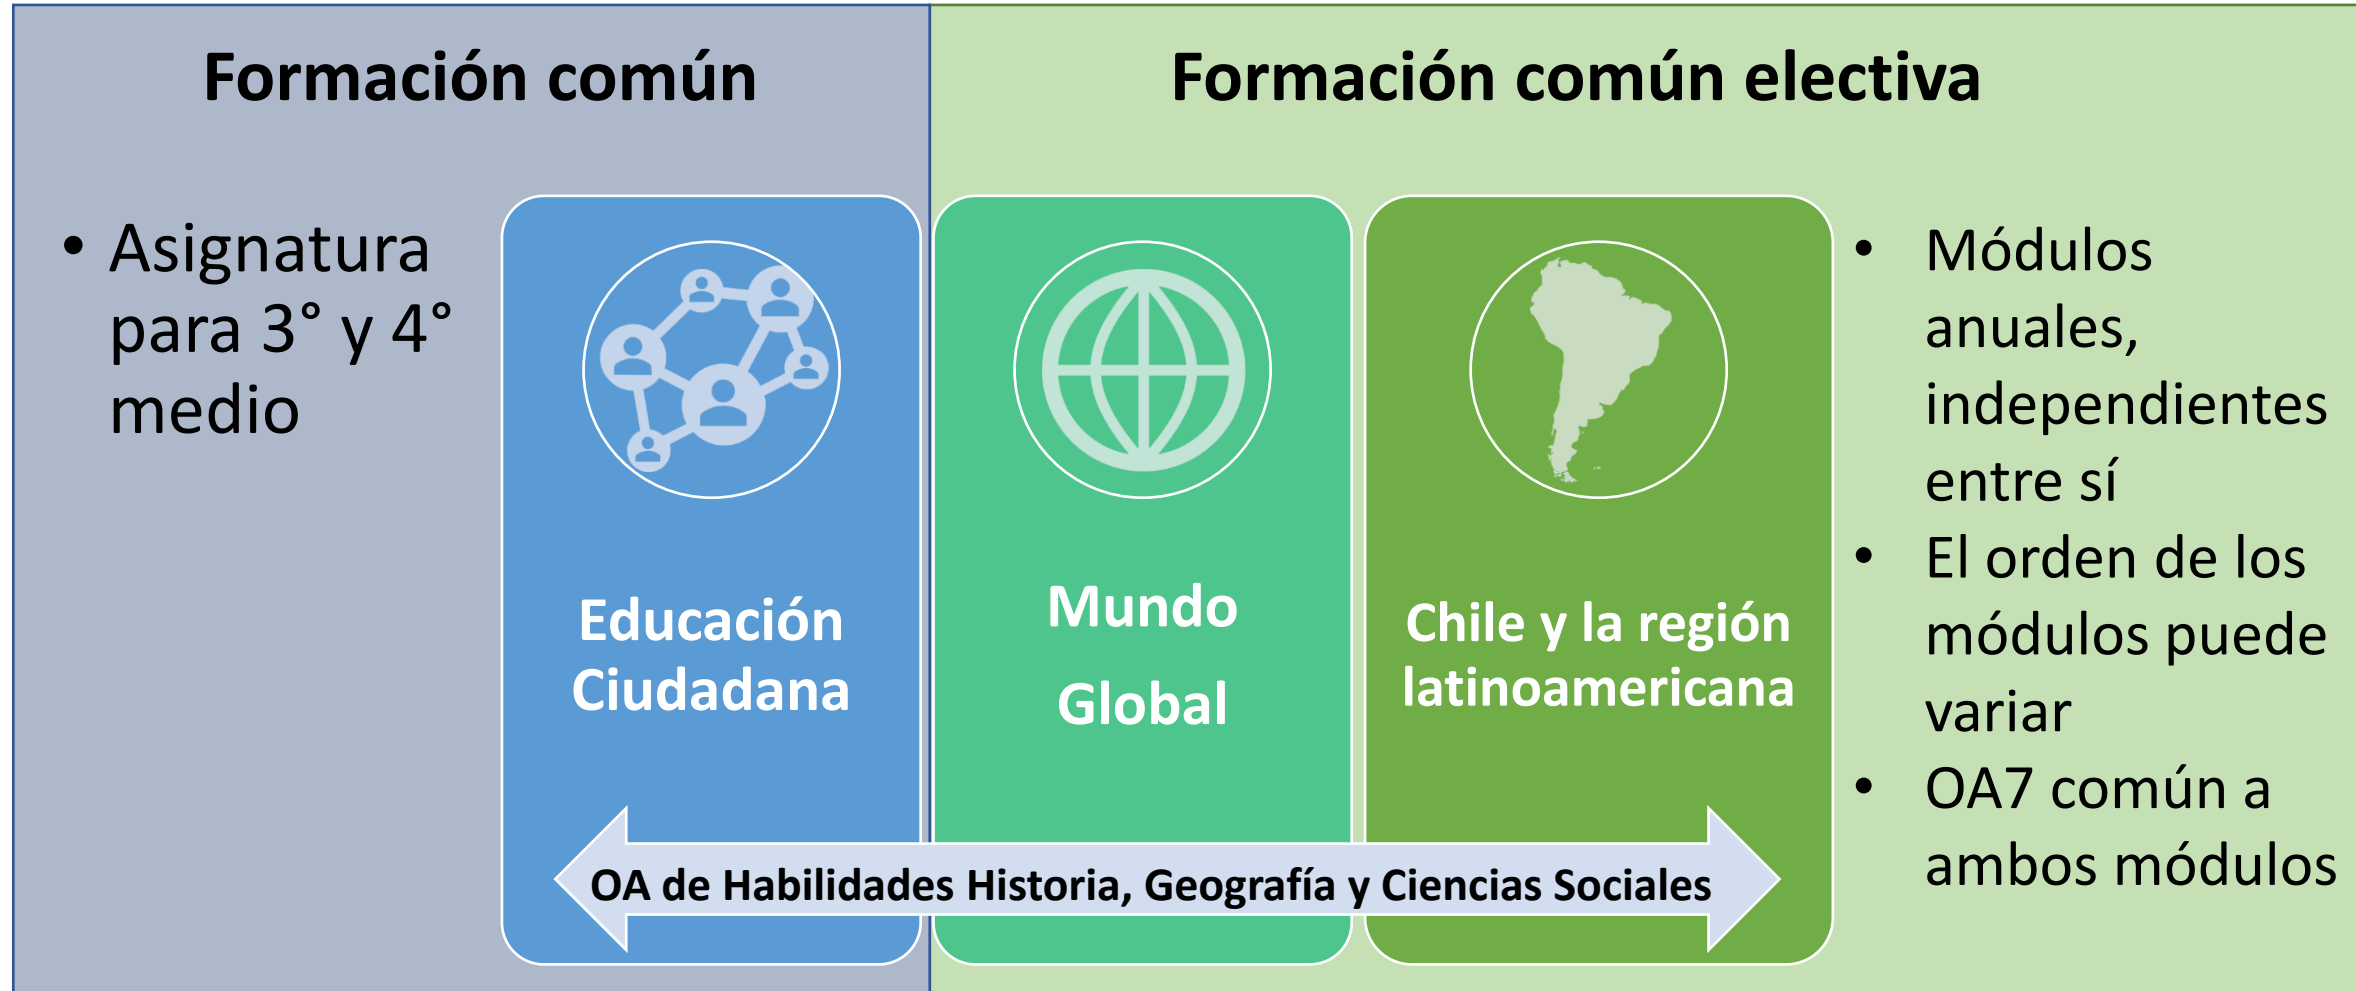 Formación común
• Asignatura
para 3° y 4°
medio
Educación
Ciudadana
Formación común electiva
Mundo
Global
Chile y la región
latinoamericana
• Módulos
anuales,
independientes
entre sí
• El orden de los
módulos puede
variar
• OA7 común a
ambos módulos
OA de Habilidades Historia, Geografía y Ciencias Sociales